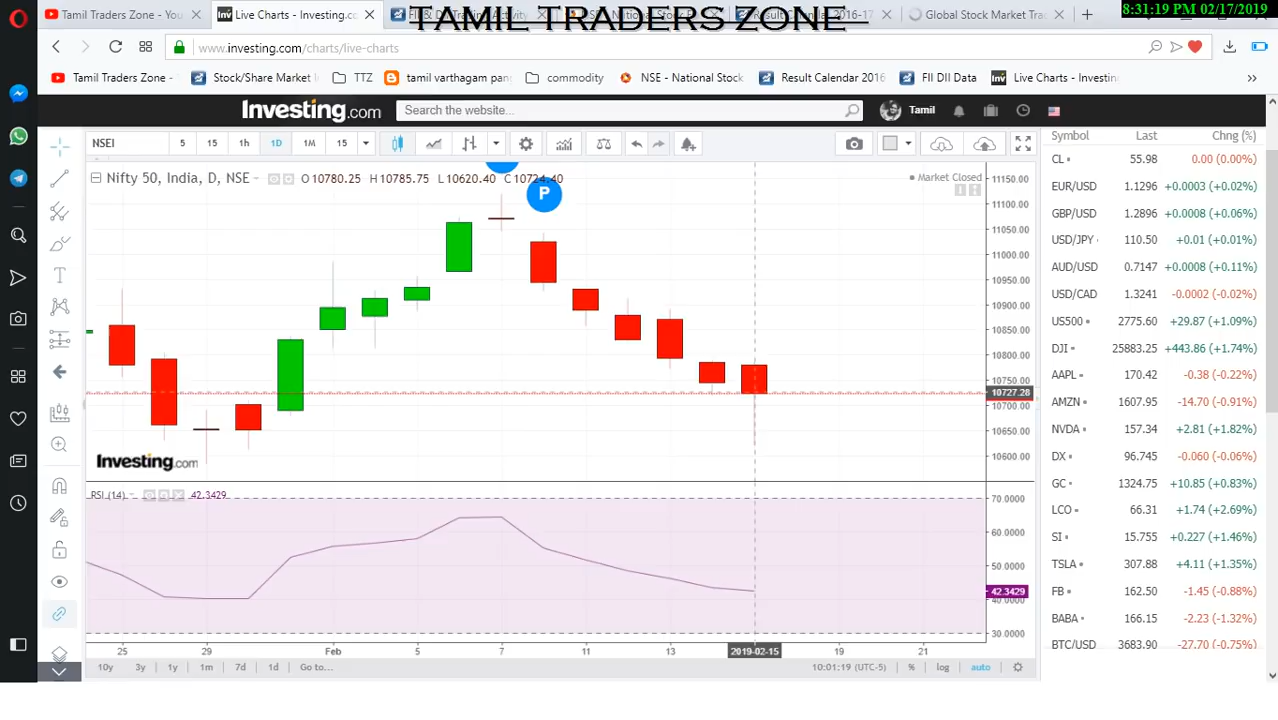 Tamil Traders Zone - You
Live Charts - Investing.co
Global Stock Market Tra
TAMIL TRADERS ZONE
8:31:19 PM 02/17/2019
www.investing.com/charts/live-charts
Tamil Traders Zone -
Stock/Share Market I
TTZ
tamil varthagam pan
commodity
NSE - National Stock
Result Calendar 2016
FII DII Data
Live Charts - Investin
»
Investing.com
Search the website...
Tamil
NSEI
5 15 1h 1D 1M 15
Nifty 50, India, D, NSE
O10780.25 H10785.75 L10620.40 C10724.40
P
Market Closed
11150.00
11100.00
11050.00
11000.00
10950.00
10900.00
10850.00
10800.00
10750.00
10727.28
10700.00
10650.00
10600.00
Investing.com
RSI (14) 42.3429
70.0000
60.0000
50.0000
42.3429
40.0000
30.0000
25 29 Feb 5 7 11 13 2019-02-15 19 21
10y 3y 1y 1m 7d 1d Go to...
10:01:19 (UTC-5) % log auto
Symbol Last Chng (%)
CL 55.98 0.00 (0.00%)
EUR/USD 1.1296 +0.0003 (+0.02%)
GBP/USD 1.2896 +0.0008 (+0.06%)
USD/JPY 110.50 +0.01 (+0.01%)
AUD/USD 0.7147 +0.0008 (+0.11%)
USD/CAD 1.3241 -0.0002 (-0.02%)
US500 2775.60 +29.87 (+1.09%)
DJI 25883.25 +443.86 (+1.74%)
AAPL 170.42 -0.38 (-0.22%)
AMZN 1607.95 -14.70 (-0.91%)
NVDA 157.34 +2.81 (+1.82%)
DX 96.745 -0.060 (-0.06%)
GC 1324.75 +10.85 (+0.83%)
LCO 66.31 +1.74 (+2.69%)
SI 15.755 +0.227 (+1.46%)
TSLA 307.88 +4.11 (+1.35%)
FB 162.50 -1.45 (-0.88%)
BABA 166.15 -2.23 (-1.32%)
BTC/USD 3683.90 -27.70 (-0.75%)